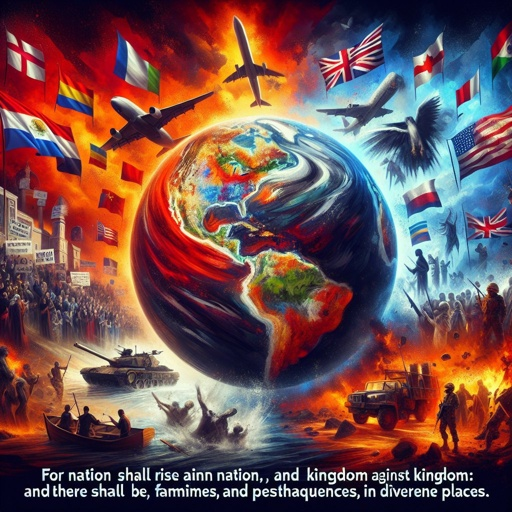 For nation shall rise ainn nation,, and kingdom aginst kingdom:
and there shall be, fammimes, and pesthaquences, in diverene places.